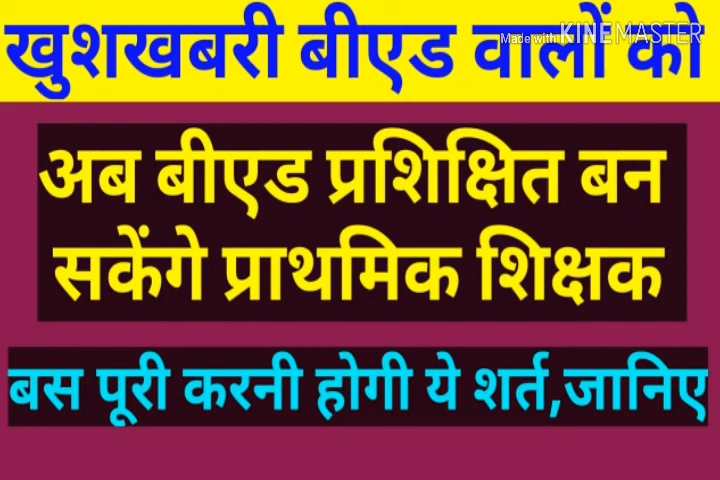 Made with KINEMASTER
खुशखबरी बीएड वालों को
अब बीएड प्रशिक्षित बन
सकेंगे प्राथमिक शिक्षक
बस पूरी करनी होगी ये शर्त,जानिए